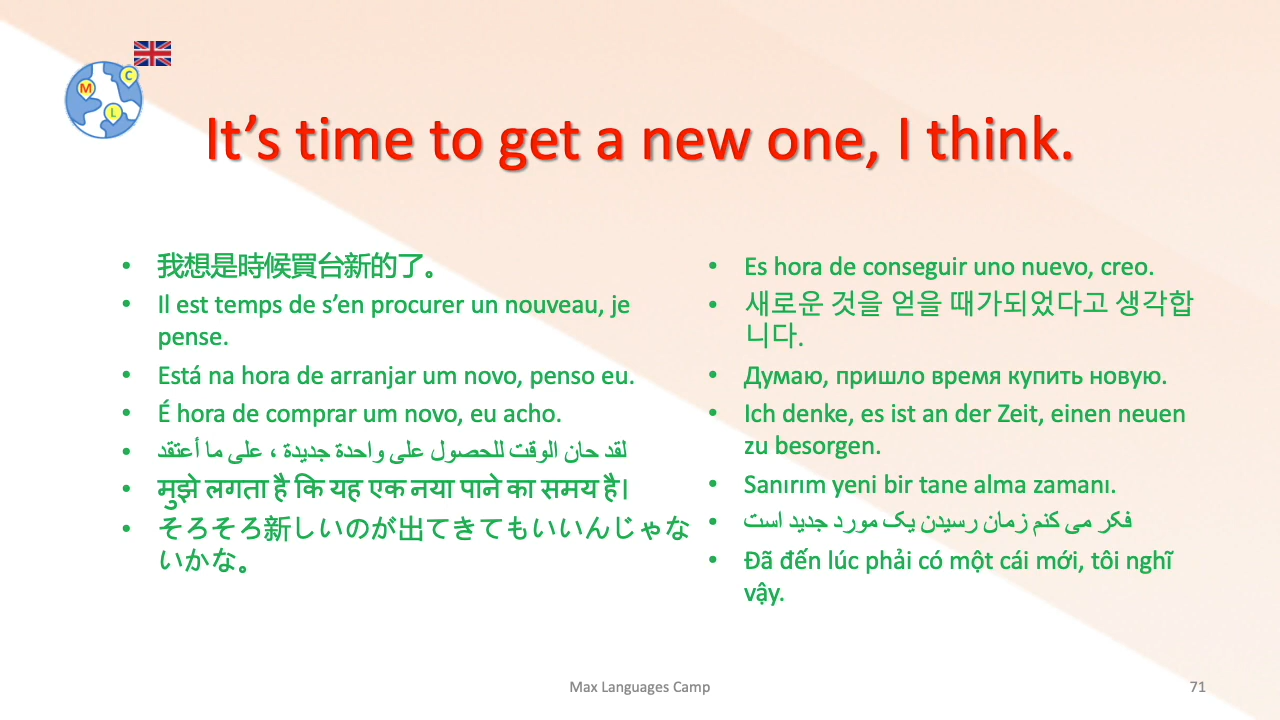 M
C
L
It’s time to get a new one, I think.
• 我想是時候買台新的了。
• Il est temps de s’en procurer un nouveau, je
pense.
• Está na hora de arranjar um novo, penso eu.
• É hora de comprar um novo, eu acho.
• لقد حان الوقت للحصول على واحدة جديدة ، على ما أعتقد
• मुझे लगता है कि यह एक नया पाने का समय है।
• そろそろ新しいのが出てきてもいいんじゃな
いかな。
• Es hora de conseguir uno nuevo, creo.
• 새로운 것을 얻을 때가되었다고 생각합
니다.
• Думаю, пришло время купить новую.
• Ich denke, es ist an der Zeit, einen neuen
zu besorgen.
• Sanırım yeni bir tane alma zamanı.
• فکر می کنم زمان رسیدن یک مورد جدید است
• Đã đến lúc phải có một cái mới, tôi nghĩ
vậy.
Max Languages Camp
71